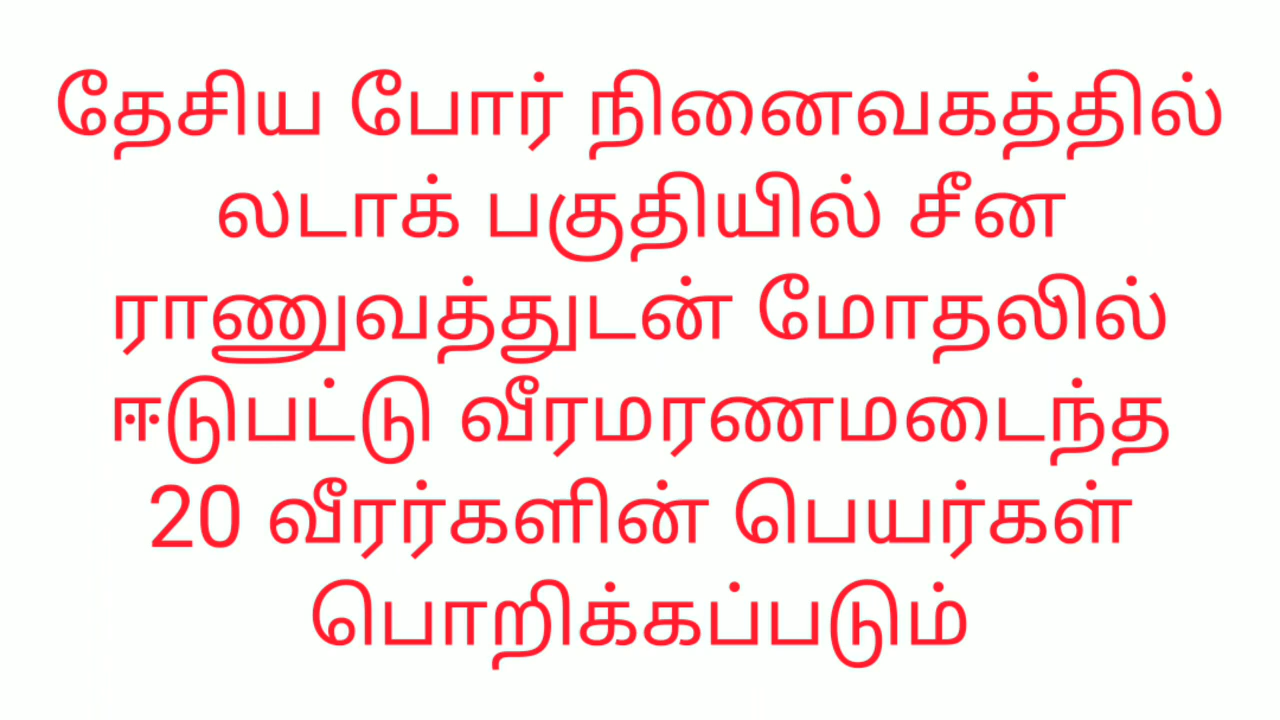 தேசிய போர் நினைவகத்தில்
லடாக் பகுதியில் சீன
ராணுவத்துடன் மோதலில்
ஈடுபட்டு வீரமரணமடைந்த
20 வீரர்களின் பெயர்கள்
பொறிக்கப்படும்